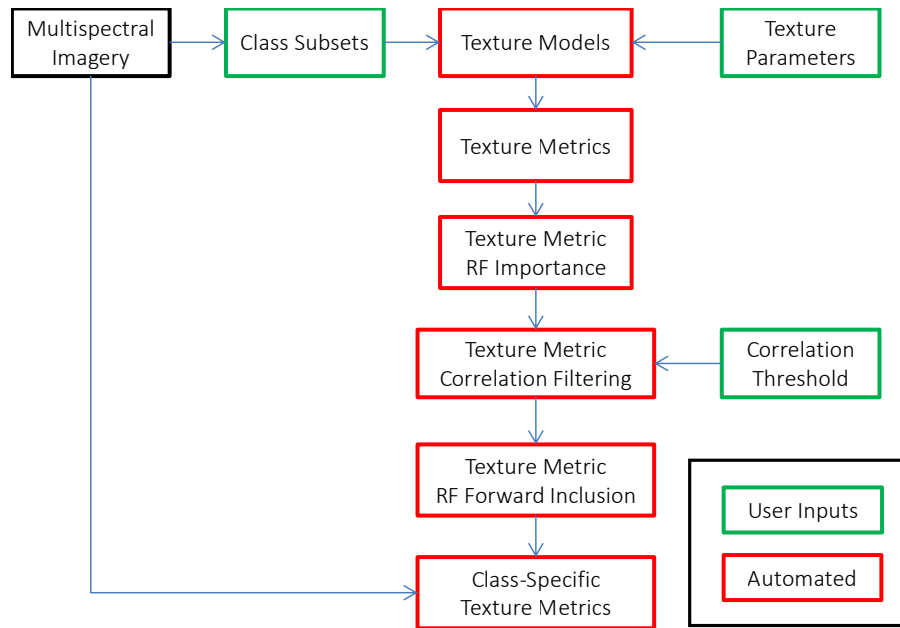 Multispectral
Imagery
Class Subsets
Texture Models
Texture
Parameters
Texture Metrics
Texture Metric
RF Importance
Texture Metric
Correlation Filtering
Correlation
Threshold
Texture Metric
RF Forward Inclusion
User Inputs
Class-Specific
Texture Metrics
Automated